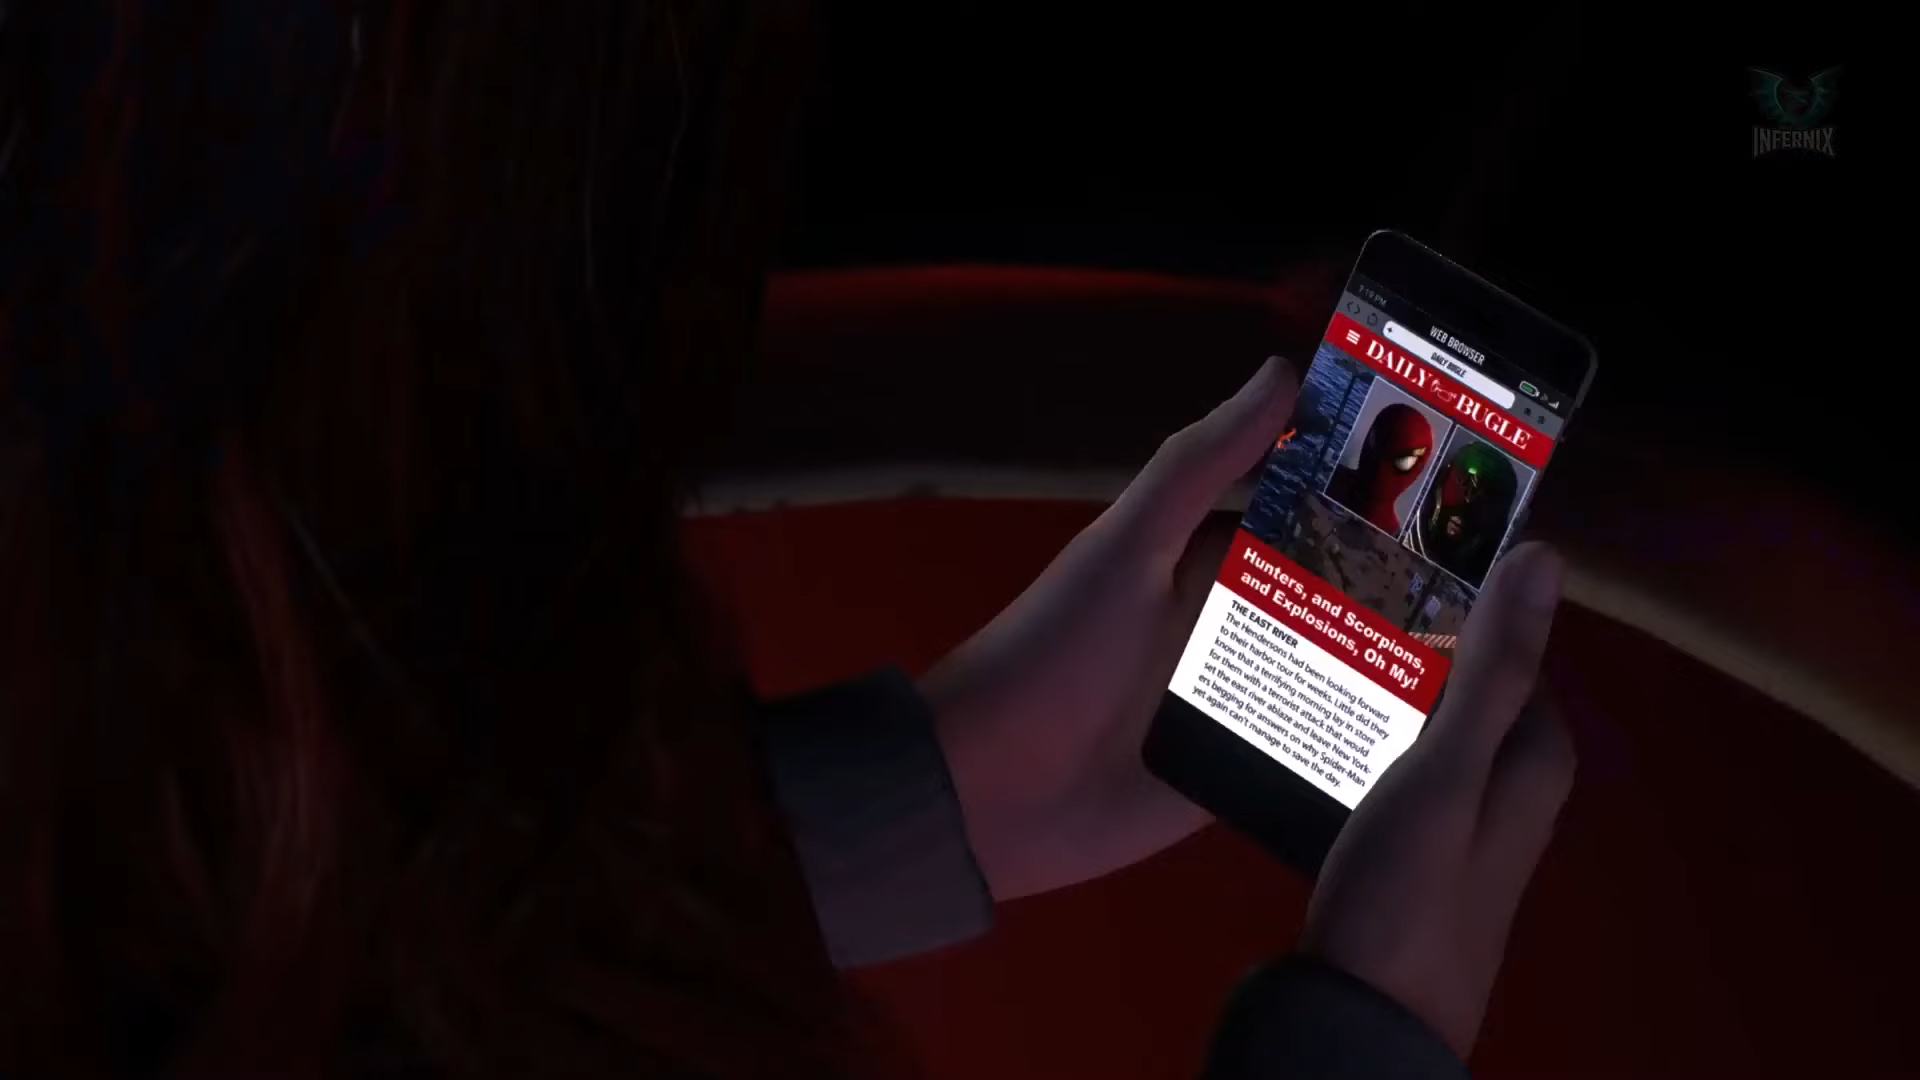 INFERNIX
7:19 PM
WEB BROWSER
DAILY BUGLE
DAILY BUGLE
Hunters, and Scorpions,
and Explosions, Oh My!
THE EAST RIVER
The Hendersons had been looking forward
to their harbor tour for weeks. Little did they
know that a terrifying morning lay in store
for them with a terrorist attack that would
set the east river ablaze and leave New York-
ers begging for answers on why Spider-Man
yet again can't manage to save the day.